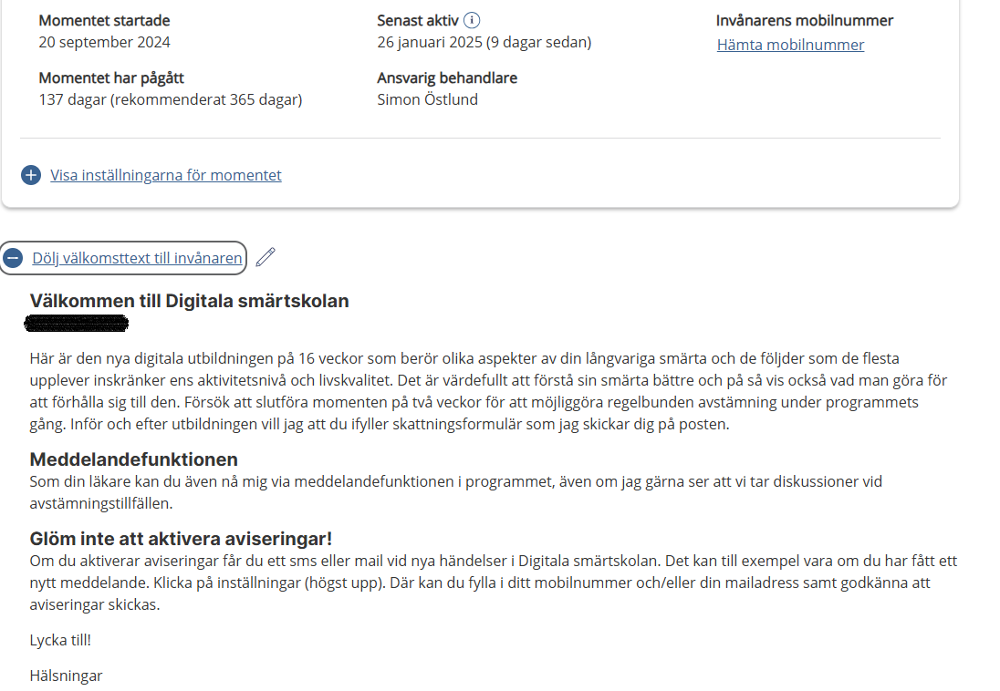 Momentet startade
20 september 2024
Senast aktiv
26 januari 2025 (9 dagar sedan)
Invånarens mobilnummer
Hämta mobilnummer
Momentet har pågått
137 dagar (rekommenderat 365 dagar)
Ansvarig behandlare
Simon Östlund
Visa inställningarna för momentet
Dölj välkomsttext till invånaren
Välkommen till Digitala smärtskolan
Här är den nya digitala utbildningen på 16 veckor som berör olika aspekter av din långvariga smärta och de följder som de flesta
upplever inskränker ens aktivitetsnivå och livskvalitet. Det är värdefullt att förstå sin smärta bättre och på så vis också vad man göra för
att förhålla sig till den. Försök att slutföra momenten på två veckor för att möjliggöra regelbunden avstämning under programmets
gång. Inför och efter utbildningen vill jag att du ifyller skattningsformulär som jag skickar dig på posten.
Meddelandefunktionen
Som din läkare kan du även nå mig via meddelandefunktionen i programmet, även om jag gärna ser att vi tar diskussioner vid
avstämningstillfällen.
Glöm inte att aktivera aviseringar!
Om du aktiverar aviseringar får du ett sms eller mail vid nya händelser i Digitala smärtskolan. Det kan till exempel vara om du har fått ett
nytt meddelande. Klicka på inställningar (högst upp). Där kan du fylla i ditt mobilnummer och/eller din mailadress samt godkänna att
aviseringar skickas.
Lycka till!
Hälsningar